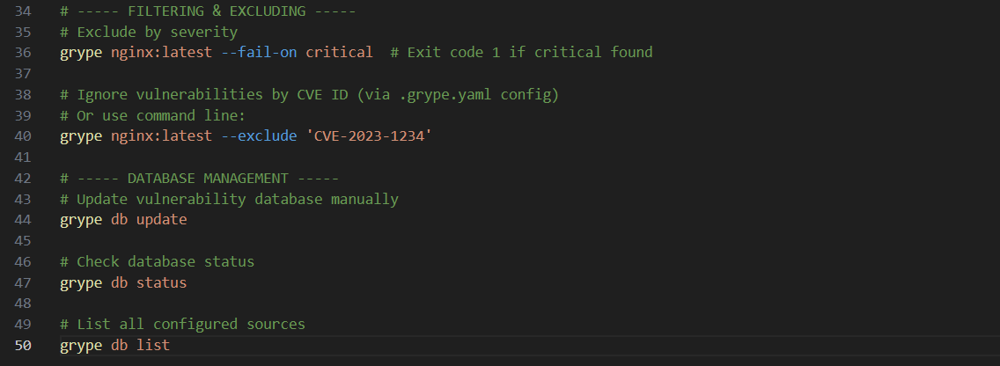 34 # ----- FILTERING & EXCLUDING -----
35 # Exclude by severity
36 grype nginx:latest --fail-on critical  # Exit code 1 if critical found
37
38 # Ignore vulnerabilities by CVE ID (via .grype.yaml config)
39 # Or use command line:
40 grype nginx:latest --exclude 'CVE-2023-1234'
41
42 # ----- DATABASE MANAGEMENT -----
43 # Update vulnerability database manually
44 grype db update
45
46 # Check database status
47 grype db status
48
49 # List all configured sources
50 grype db list